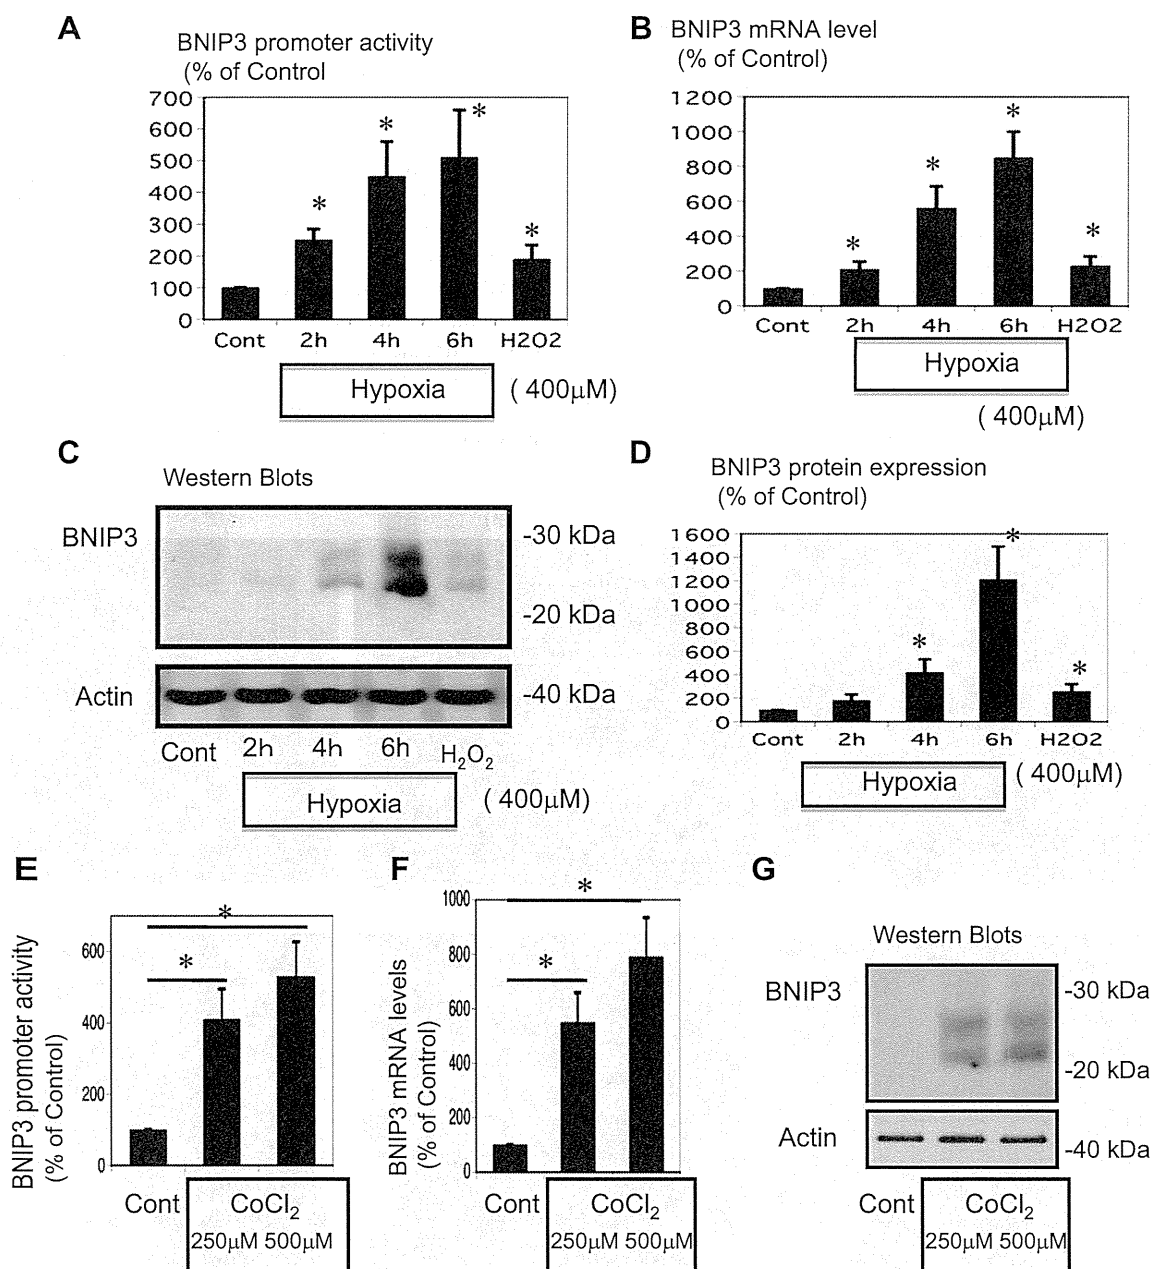 A
BNIP3 promoter activity
(% of Control
700
600
500
400
300
200
100
0
*
*
*
*
Cont 2h 4h 6h H2O2
Hypoxia ( 400μM)
B
BNIP3 mRNA level
(% of Control)
1200
1000
800
600
400
200
0
*
*
*
*
Cont 2h 4h 6h H2O2
Hypoxia
( 400μM)
C
Western Blots
BNIP3
-30 kDa
-20 kDa
Actin
-40 kDa
Cont 2h 4h 6h H₂O₂
Hypoxia ( 400μM)
D
BNIP3 protein expression
(% of Control)
1600
1400
1200
1000
800
600
400
200
0
*
*
*
Cont 2h 4h 6h H2O2
Hypoxia ( 400μM)
E
BNIP3 promoter activity
(% of Control)
600
400
200
0
*
*
Cont CoCl₂
250μM 500μM
F
BNIP3 mRNA levels
(% of Control)
1000
800
600
400
200
0
*
*
Cont CoCl₂
250μM 500μM
G
Western Blots
BNIP3
-30 kDa
-20 kDa
Actin
-40 kDa
Cont CoCl₂
250μM 500μM